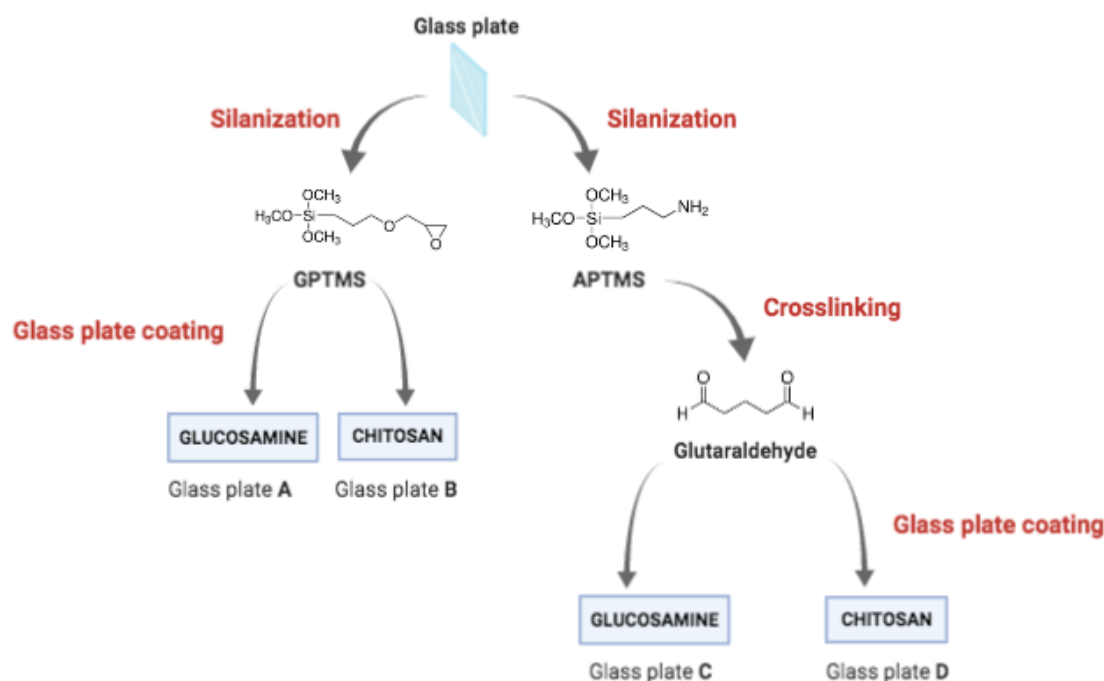 Glass plate
Silanization
Silanization
OCH₃
H₃CO-Si
OCH₃
O
O
OCH₃
H₃CO-Si
OCH₃
NH₂
GPTMS
APTMS
Glass plate coating
Crosslinking
O
O
H
H
GLUCOSAMINE
CHITOSAN
Glutaraldehyde
Glass plate A
Glass plate B
Glass plate coating
GLUCOSAMINE
CHITOSAN
Glass plate C
Glass plate D